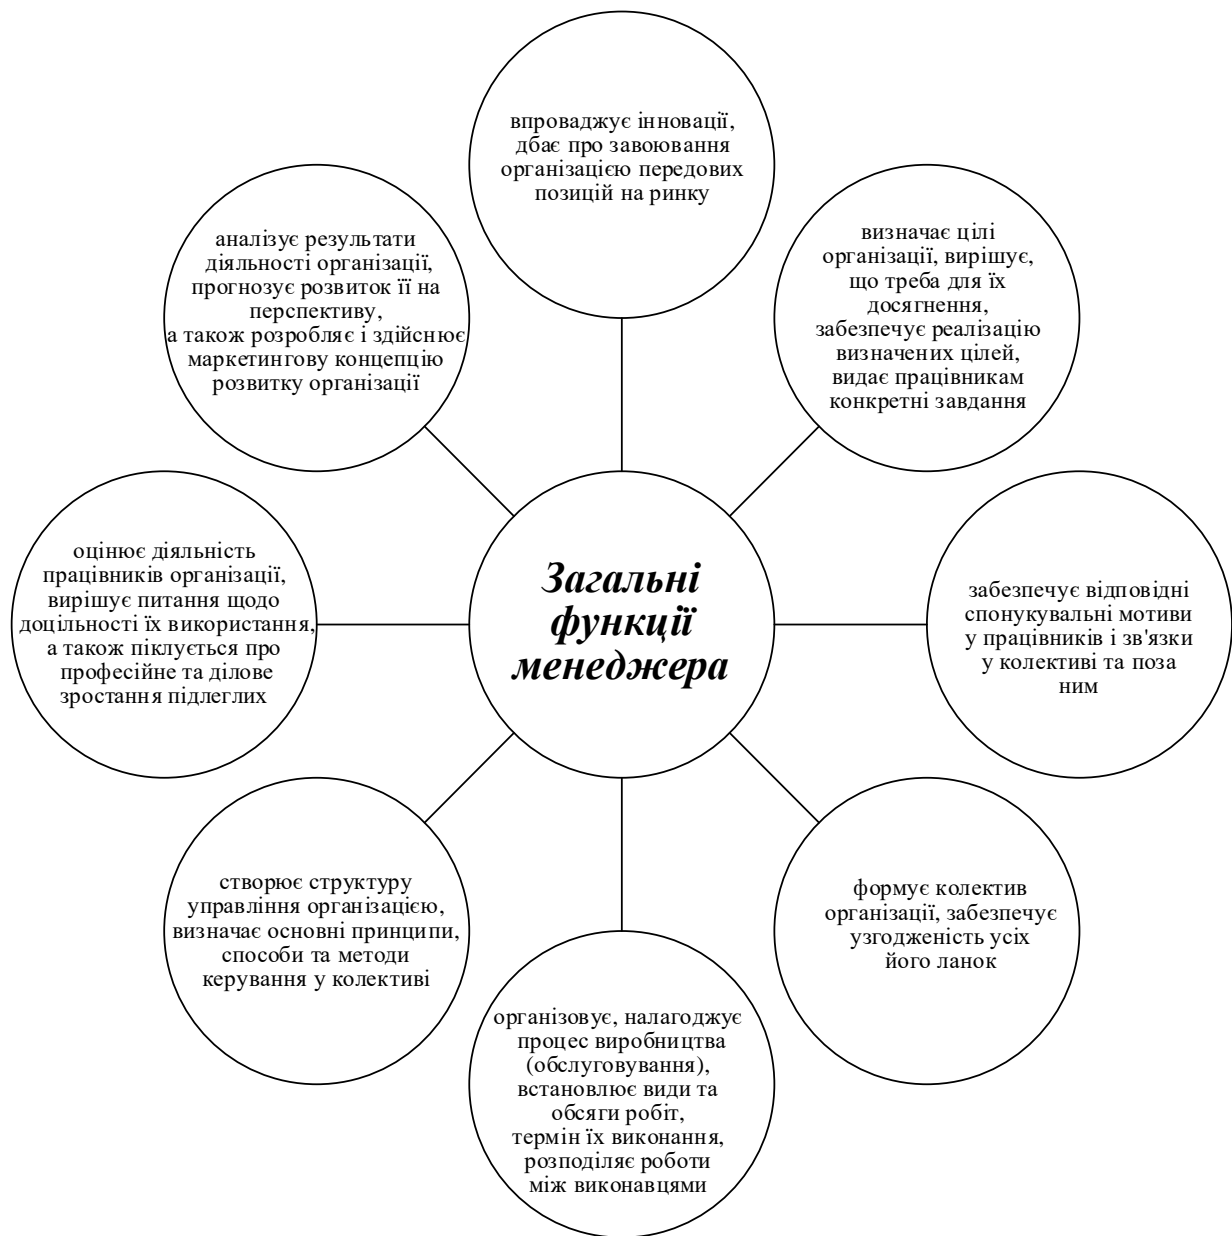 впроваджує інновації,
дбає про завоювання
організацією передових
позицій на ринку
визначає цілі
організації, вирішує,
що треба для їх
досягнення,
забезпечує реалізацію
визначених цілей,
видає працівникам
конкретні завдання
забезпечує відповідні
спонукувальні мотиви
у працівників і зв'язки
у колективі та поза
ним
формує колектив
організації, забезпечує
узгодженість усіх
його ланок
організовує, налагоджує
процес виробництва
(обслуговування),
встановлює види та
обсяги робіт,
термін їх виконання,
розподіляє роботи
між виконавцями
створює структуру
управління організацією,
визначає основні принципи,
способи та методи
керування у колективі
оцінює діяльність
працівників організації,
вирішує питання щодо
доцільності їх використання,
а також піклується про
професійне та ділове
зростання підлеглих
аналізує результати
діяльності організації,
прогнозує розвиток її на
перспективу,
а також розробляє і здійснює
маркетингову концепцію
розвитку організації
Загальні
функції
менеджера